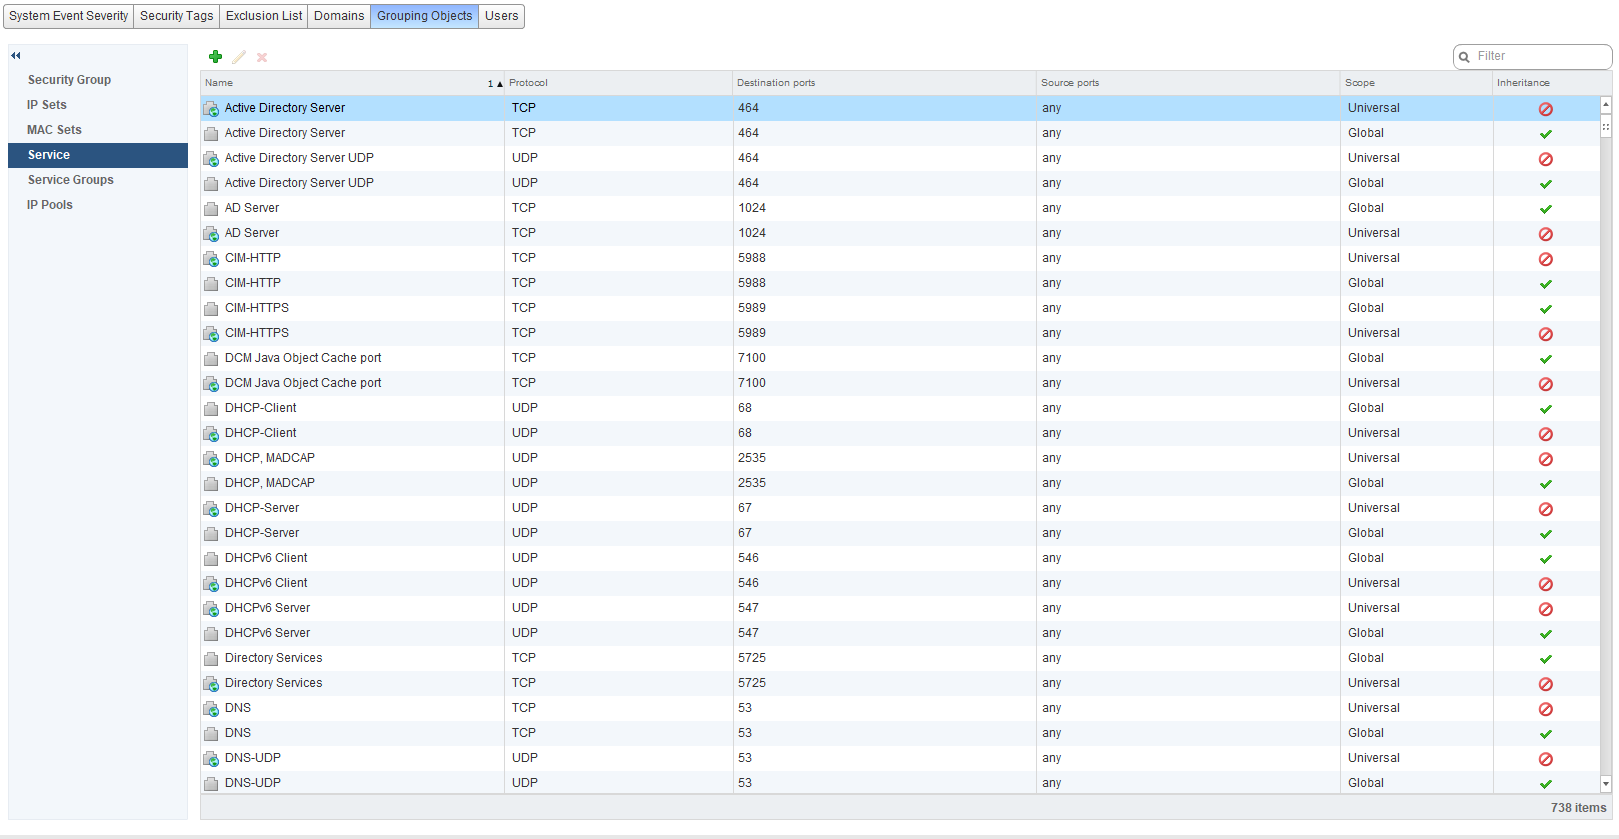 System Event Severity Security Tags Exclusion List Domains Grouping Objects Users
Security Group
IP Sets
MAC Sets
Service
Service Groups
IP Pools
Filter
Name 1 ▲ Protocol Destination ports Source ports Scope Inheritance
Active Directory Server TCP 464 any Universal
Active Directory Server TCP 464 any Global
Active Directory Server UDP UDP 464 any Universal
Active Directory Server UDP UDP 464 any Global
AD Server TCP 1024 any Global
AD Server TCP 1024 any Universal
CIM-HTTP TCP 5988 any Universal
CIM-HTTP TCP 5988 any Global
CIM-HTTPS TCP 5989 any Global
CIM-HTTPS TCP 5989 any Universal
DCM Java Object Cache port TCP 7100 any Global
DCM Java Object Cache port TCP 7100 any Universal
DHCP-Client UDP 68 any Global
DHCP-Client UDP 68 any Universal
DHCP, MADCAP UDP 2535 any Universal
DHCP, MADCAP UDP 2535 any Global
DHCP-Server UDP 67 any Universal
DHCP-Server UDP 67 any Global
DHCPv6 Client UDP 546 any Global
DHCPv6 Client UDP 546 any Universal
DHCPv6 Server UDP 547 any Universal
DHCPv6 Server UDP 547 any Global
Directory Services TCP 5725 any Global
Directory Services TCP 5725 any Universal
DNS TCP 53 any Universal
DNS TCP 53 any Global
DNS-UDP UDP 53 any Universal
DNS-UDP UDP 53 any Global
738 items